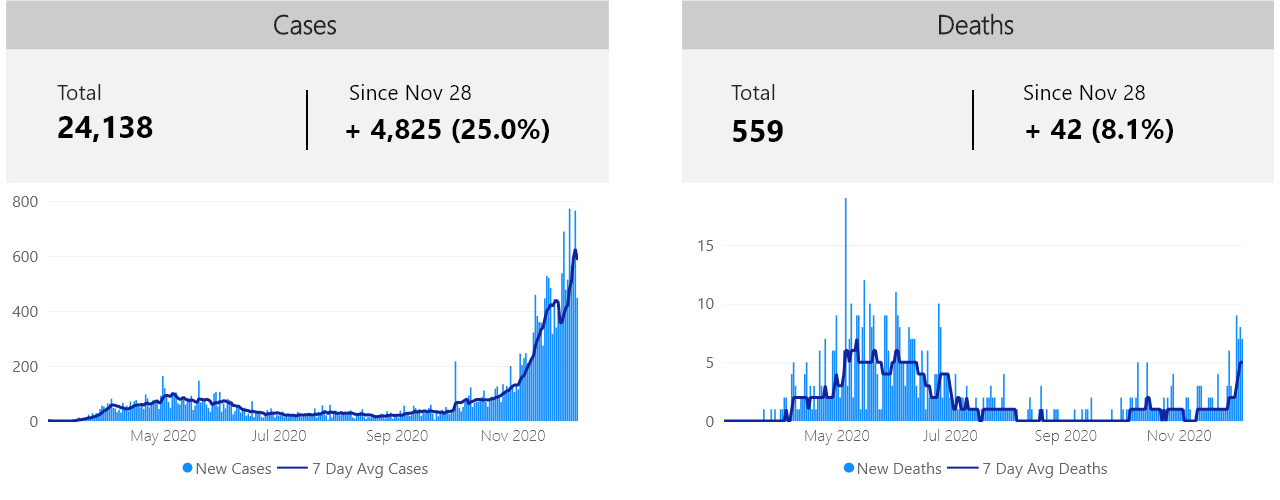 Cases
Total
24,138
Since Nov 28
+ 4,825 (25.0%)
800
600
400
200
0
May 2020
Jul 2020
Sep 2020
Nov 2020
New Cases
7 Day Avg Cases
Deaths
Total
559
Since Nov 28
+ 42 (8.1%)
15
10
5
0
May 2020
Jul 2020
Sep 2020
Nov 2020
New Deaths
7 Day Avg Deaths